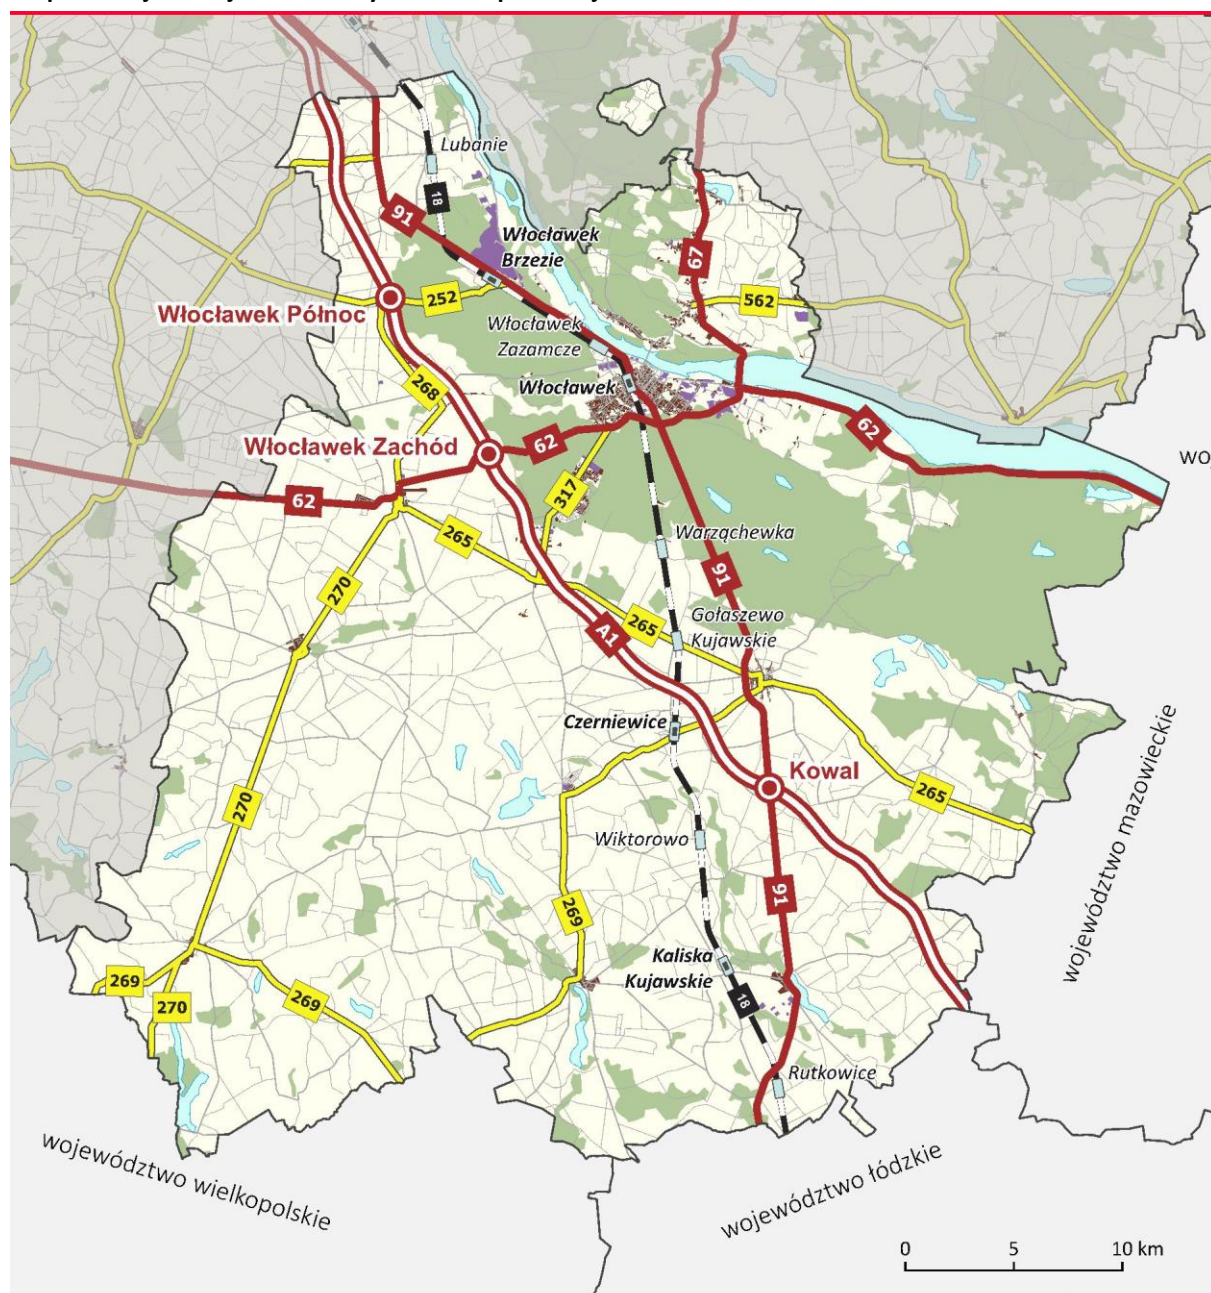 Lubanie
18
91
Włocławek
Brzezie
67
Włocławek Północ
252
562
Włocławek
Zazamcze
268
Włocławek
Włocławek Zachód
62
62
62
317
265
Warząchewka
91
270
A1
265
Gołaszewo
Kujawskie
Czerniewice
Kowal
265
270
Wiktorowo
269
91
Kaliska
Kujawskie
269
270
269
18
Rutkowice
województwo mazowieckie
województwo wielkopolskie
województwo łódzkie
0 5 10 km